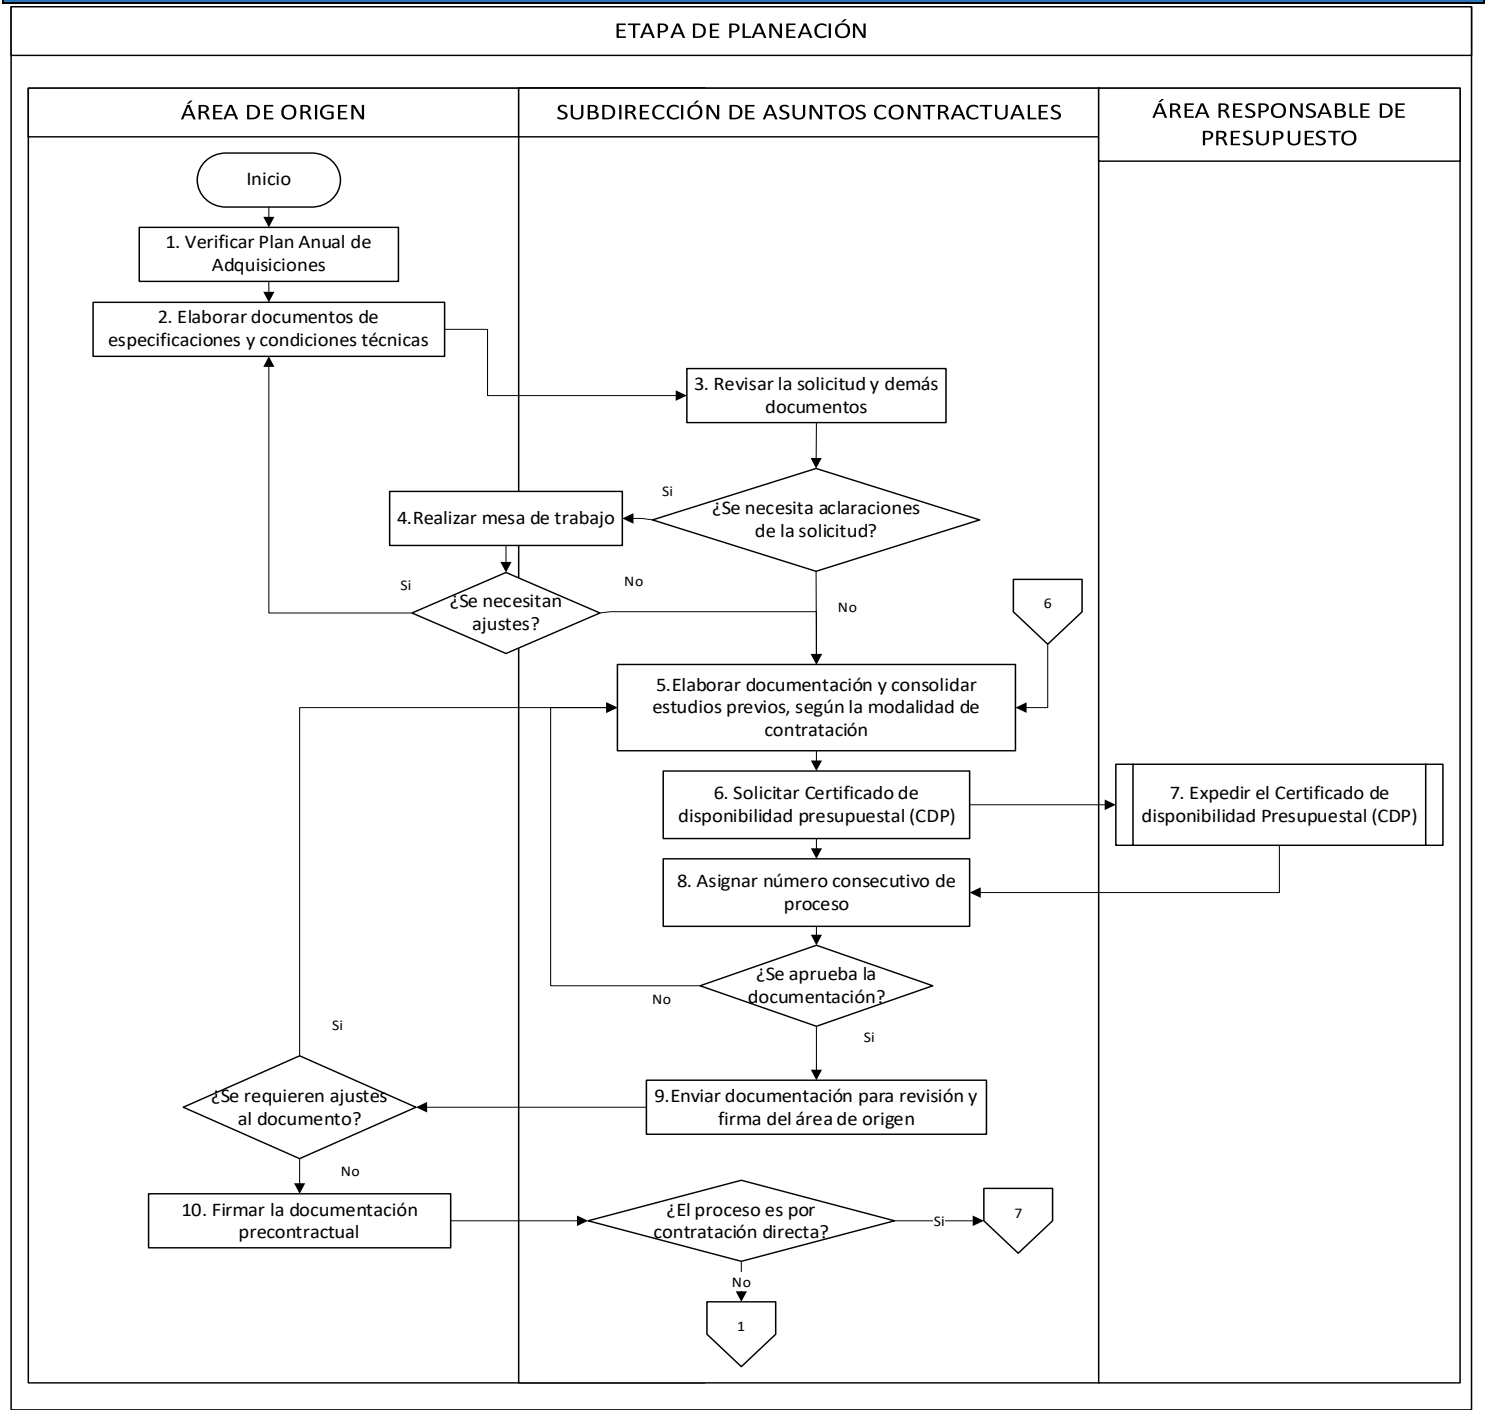 ETAPA DE PLANEACIÓN
ÁREA DE ORIGEN
SUBDIRECCIÓN DE ASUNTOS CONTRACTUALES
ÁREA RESPONSABLE DE
PRESUPUESTO
Inicio
1. Verificar Plan Anual de
Adquisiciones
2. Elaborar documentos de
especificaciones y condiciones técnicas
3. Revisar la solicitud y demás
documentos
¿Se necesita aclaraciones
de la solicitud?
Si
4.Realizar mesa de trabajo
No
¿Se necesitan
ajustes?
Si
No
6
5.Elaborar documentación y consolidar
estudios previos, según la modalidad de
contratación
6. Solicitar Certificado de
disponibilidad presupuestal (CDP)
7. Expedir el Certificado de
disponibilidad Presupuestal (CDP)
8. Asignar número consecutivo de
proceso
¿Se aprueba la
documentación?
No
Si
9.Enviar documentación para revisión y
firma del área de origen
¿Se requieren ajustes
al documento?
Si
No
10. Firmar la documentación
precontractual
¿El proceso es por
contratación directa?
Si
7
No
1